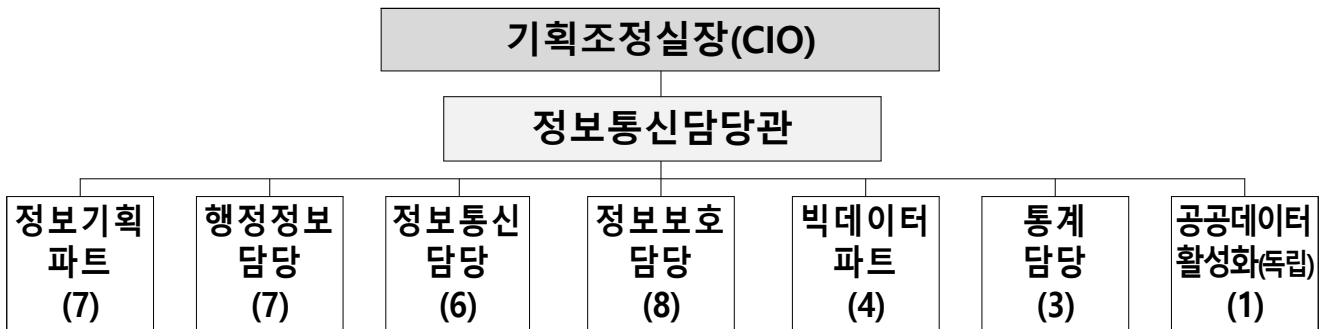 기획조정실장(CIO)
정보통신담당관
정보기획
파트
(7)
행정정보
담당
(7)
정보통신
담당
(6)
정보보호
담당
(8)
빅데이터
파트
(4)
통계
담당
(3)
공공데이터
활성화(독립)
(1)